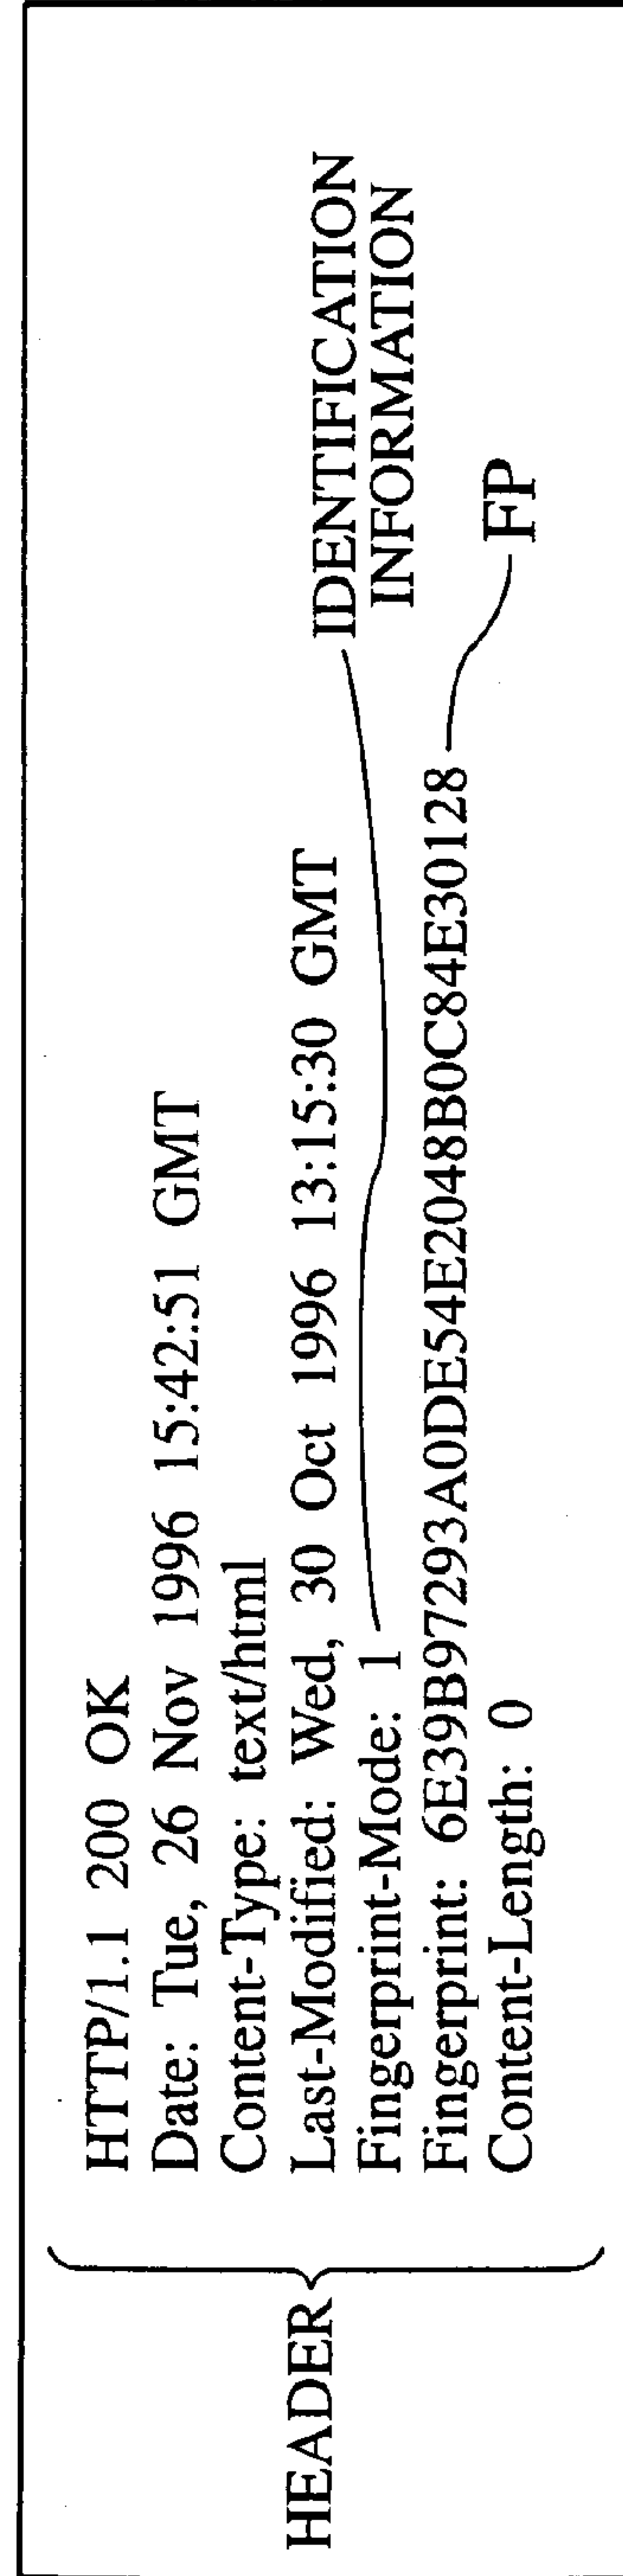 HTTP/1.1 200 OK
Date: Tue, 26 Nov 1996 15:42:51 GMT
Content-Type: text/html
Last-Modified: Wed, 30 Oct 1996 13:15:30 GMT
Fingerprint-Mode: 1
Fingerprint: 6E39B97293A0DE54E2048B0C84E30128
Content-Length: 0
HEADER
IDENTIFICATION
INFORMATION
FP